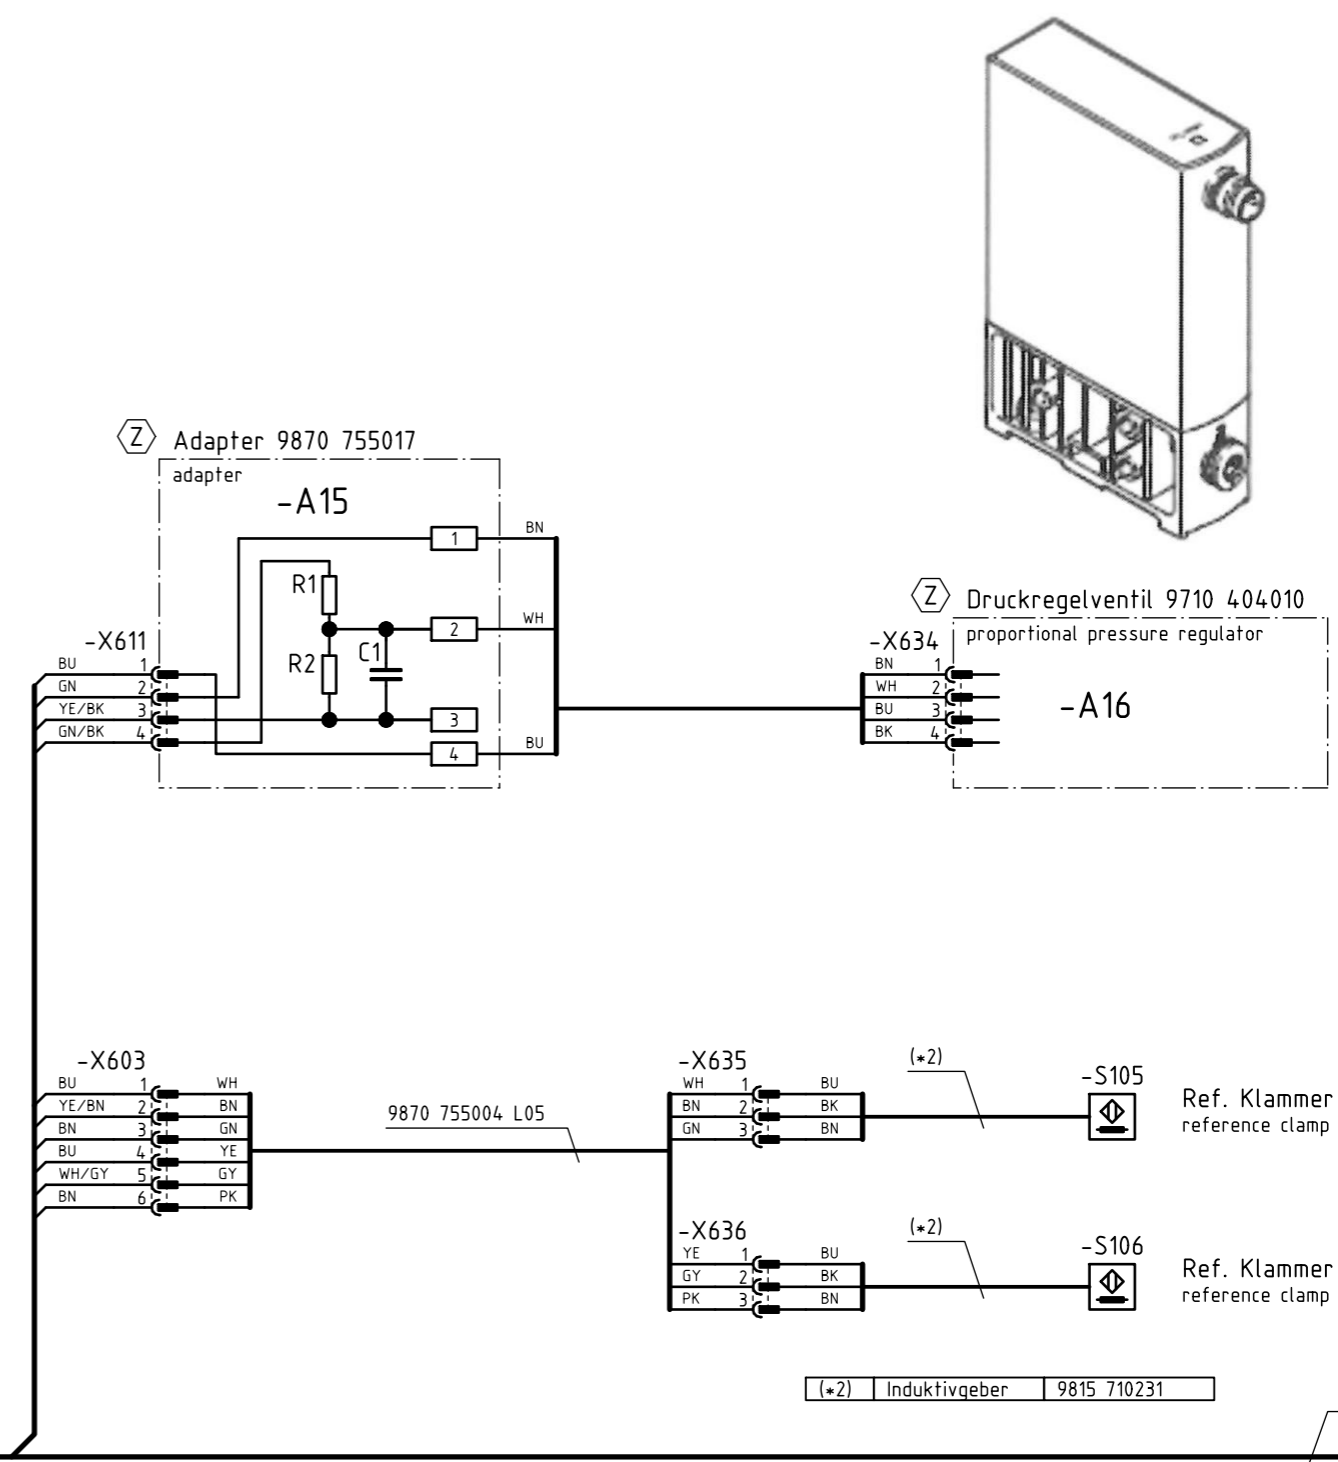 Z Adapter 9870 755017
adapter
-A15
1 BN
R1
2 WH
R2 C1
3
4 BU
-X611
BU 1
GN 2
YE/BK 3
GN/BK 4
Z Druckregelventil 9710 404010
proportional pressure regulator
-X634
BN 1
WH 2
BU 3
BK 4
-A16
-X603
BU 1 WH
YE/BN 2 BN
BN 3 GN
BU 4 YE
WH/GY 5 GY
BN 6 PK
9870 755004 L05
-X635
WH 1 BU
BN 2 BK
GN 3 BN
(*2)
-S105
Ref. Klammer
reference clamp
-X636
YE 1 BU
GY 2 BK
PK 3 BN
(*2)
-S106
Ref. Klammer
reference clamp
(*2) Induktivgeber 9815 710231